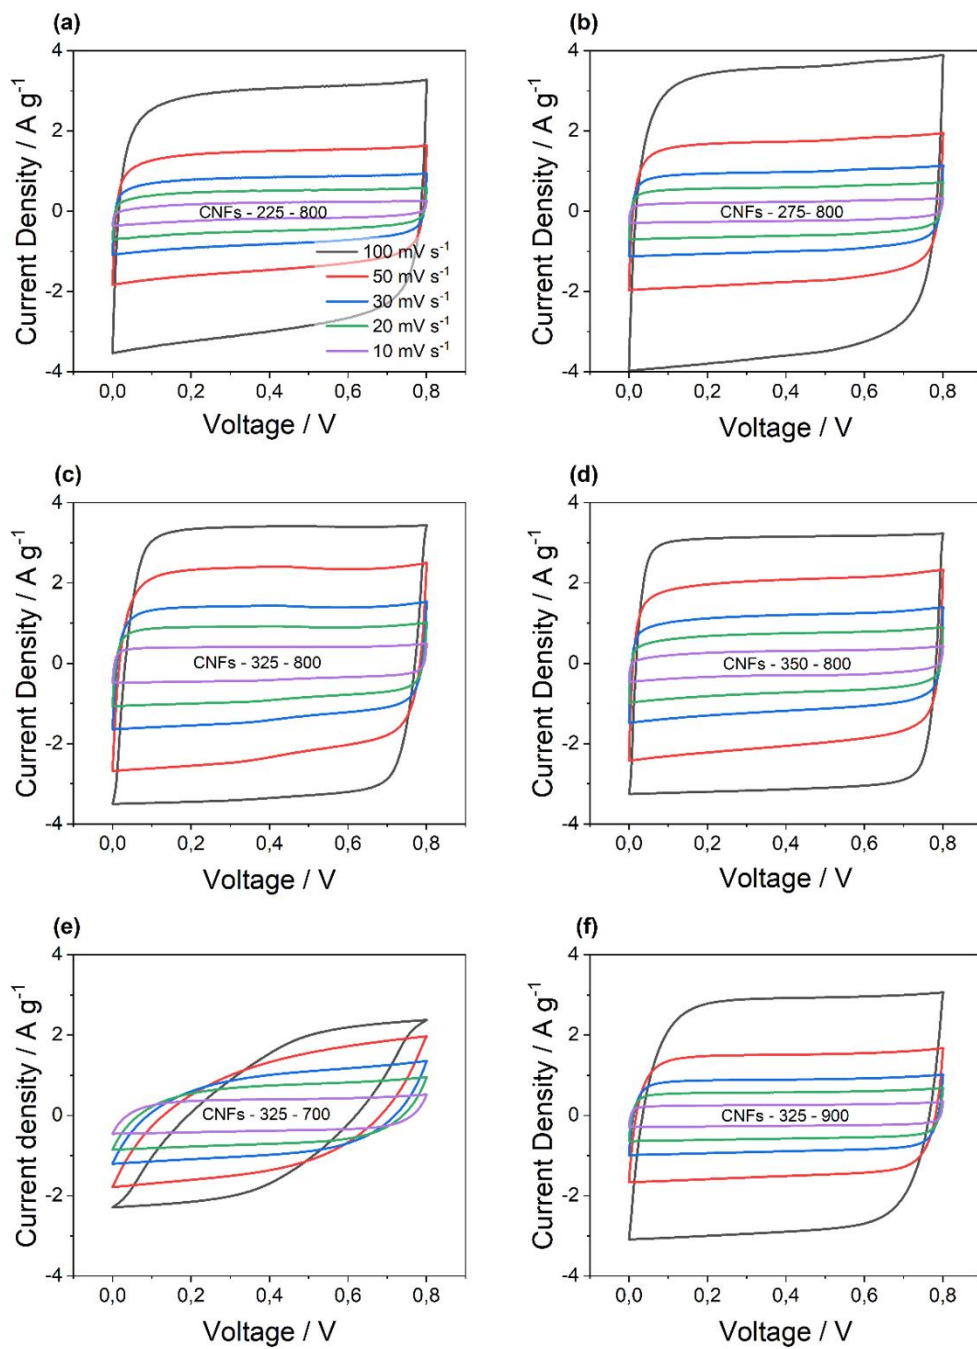 (a)
(b)
4
2
0
-2
-4
Current Density / A g⁻¹
CNFs - 225 - 800
100 mV s⁻¹
50 mV s⁻¹
30 mV s⁻¹
20 mV s⁻¹
10 mV s⁻¹
0,0 0,2 0,4 0,6 0,8
Voltage / V
4
2
0
-2
-4
Current Density / A g⁻¹
CNFs - 275- 800
0,0 0,2 0,4 0,6 0,8
Voltage / V
(c)
(d)
4
2
0
-2
-4
Current Density / A g⁻¹
CNFs - 325 - 800
0,0 0,2 0,4 0,6 0,8
Voltage / V
4
2
0
-2
-4
Current Density / A g⁻¹
CNFs - 350 - 800
0,0 0,2 0,4 0,6 0,8
Voltage / V
(e)
(f)
4
2
0
-2
-4
Current density / A g⁻¹
CNFs - 325 - 700
0,0 0,2 0,4 0,6 0,8
Voltage / V
4
2
0
-2
-4
Current Density / A g⁻¹
CNFs - 325 - 900
0,0 0,2 0,4 0,6 0,8
Voltage / V